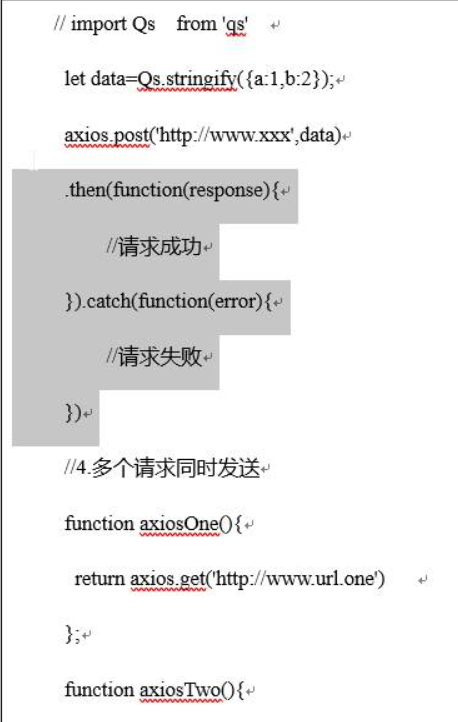 // import Qs    from 'qs'
let data=Qs.stringify({a:1,b:2});
axios.post('http://www.xxx',data)
.then(function(response){
//请求成功
}).catch(function(error){
//请求失败
})
//4.多个请求同时发送
function axiosOne(){
return axios.get('http://www.url.one')
};
function axiosTwo(){